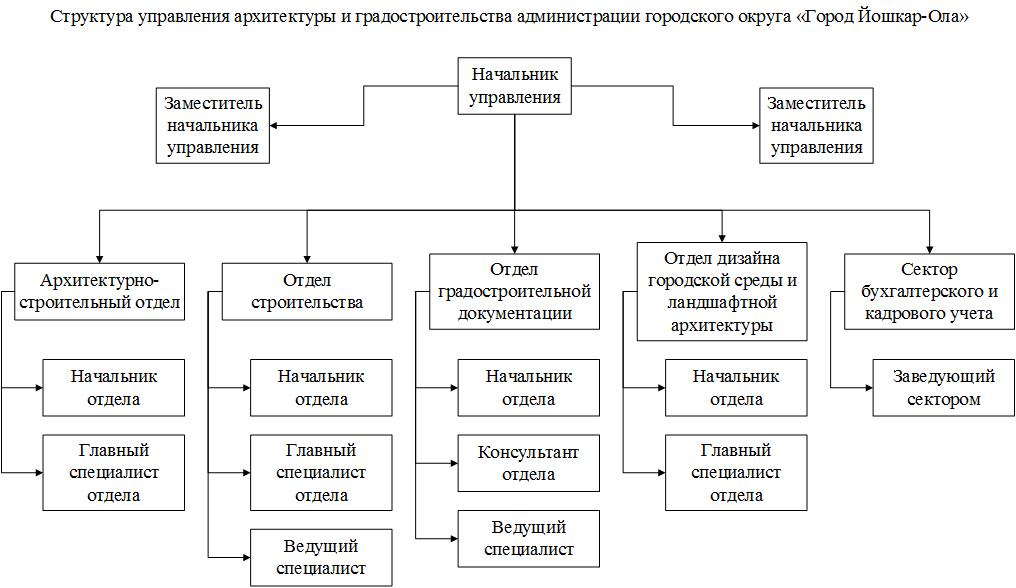 Структура управления архитектуры и градостроительства администрации городского округа «Город Йошкар-Ола»
Начальник
управления
Заместитель
начальника
управления
Заместитель
начальника
управления
Архитектурно-
строительный отдел
Начальник
отдела
Главный
специалист
отдела
Отдел
строительства
Начальник
отдела
Главный
специалист
отдела
Ведущий
специалист
Отдел
градостроительной
документации
Начальник
отдела
Консультант
отдела
Ведущий
специалист
Отдел дизайна
городской среды и
ландшафтной
архитектуры
Начальник
отдела
Главный
специалист
отдела
Сектор
бухгалтерского и
кадрового учета
Заведующий
сектором